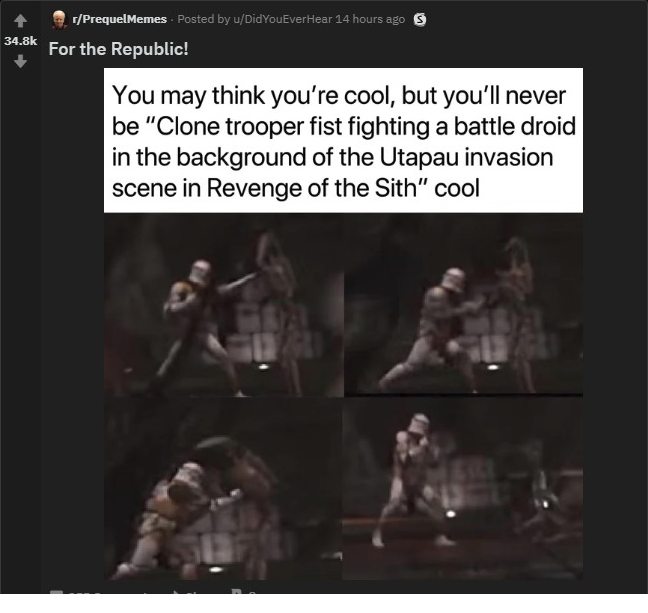 r/PrequelMemes · Posted by u/DidYouEverHear 14 hours ago
34.8k
For the Republic!
You may think you’re cool, but you’ll never
be “Clone trooper fist fighting a battle droid
in the background of the Utapau invasion
scene in Revenge of the Sith” cool